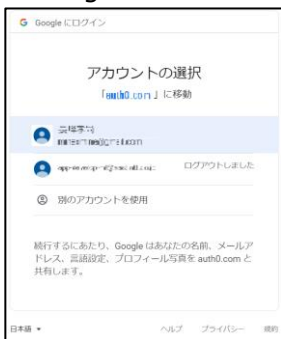 Google にログイン
アカウントの選択
「auth0.com」に移動
ログアウトしました
別のアカウントを使用
続行するにあたり、Google はあなたの名前、メールア
ドレス、言語設定、プロフィール写真を auth0.com と
共有します。
日本語
ヘルプ プライバシー 規約